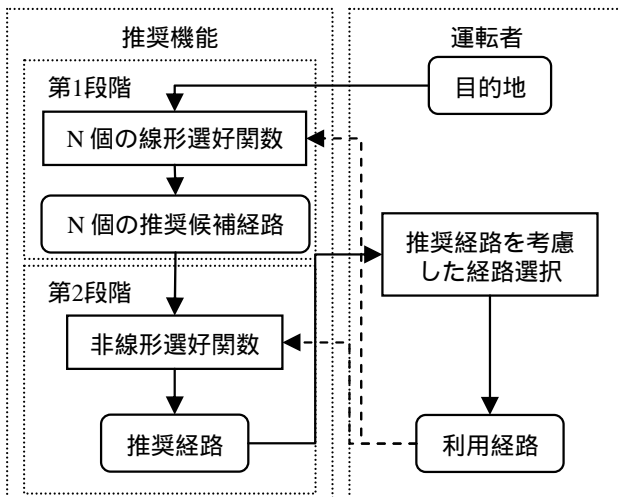 推奨機能
運転者
第1段階
目的地
N 個の線形選好関数
N 個の推奨候補経路
推奨経路を考慮
した経路選択
第2段階
非線形選好関数
推奨経路
利用経路